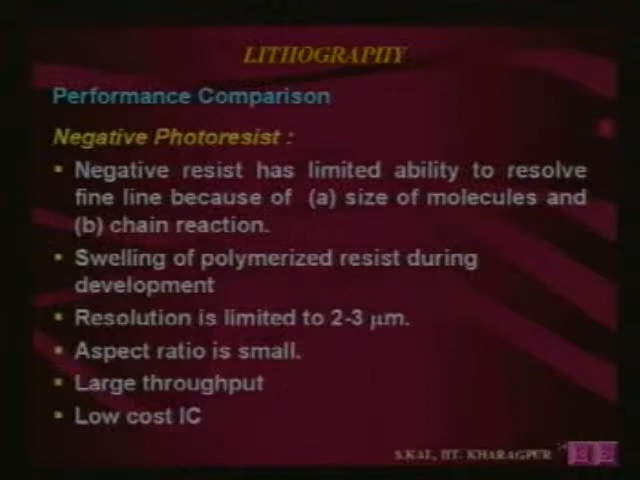 LITHOGRAPHY
Performance Comparison
Negative Photoresist :
▪ Negative resist has limited ability to resolve
fine line because of (a) size of molecules and
(b) chain reaction.
▪ Swelling of polymerized resist during
development
▪ Resolution is limited to 2-3 μm.
▪ Aspect ratio is small.
▪ Large throughput
▪ Low cost IC
S.KAL, IIT- KHARAGPUR